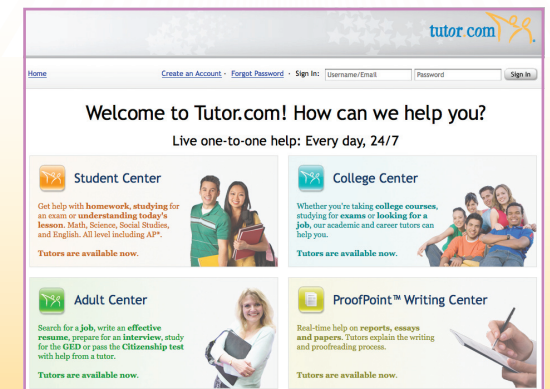 tutor.com
Home
Create an Account · Forgot Password · Sign In: Username/Email Password Sign In
Welcome to Tutor.com! How can we help you?
Live one-to-one help: Every day, 24/7
Student Center
Get help with homework, studying for
an exam or understanding today's
lesson. Math, Science, Social Studies,
and English. All level including AP*.
Tutors are available now.
College Center
Whether you're taking college courses,
studying for exams or looking for a
job, our academic and career tutors can
help you.
Tutors are available now.
Adult Center
Search for a job, write an effective
resume, prepare for an interview, study
for the GED or pass the Citizenship test
with help from a tutor.
Tutors are available now.
ProofPoint™ Writing Center
Real-time help on reports, essays
and papers. Tutors explain the writing
and proofreading process.
Tutors are available now.